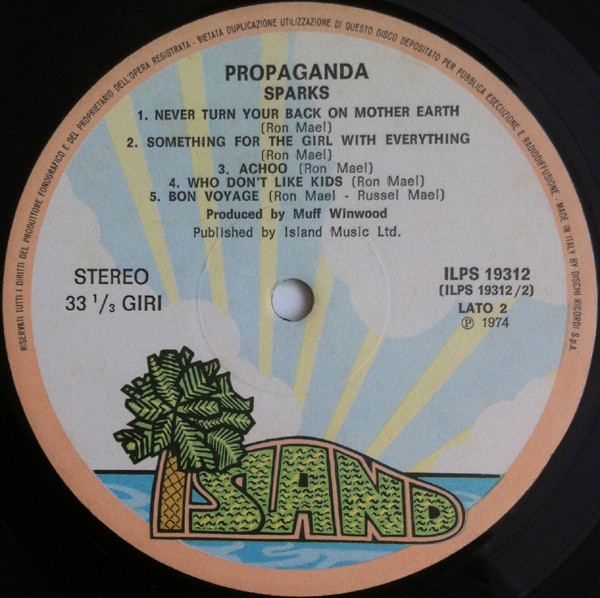 RISERVATI TUTTI I DIRITTI DEL PRODUTTORE FONOGRAFICO E DEL PROPRIETARIO DELL'OPERA REGISTRATA - VIETATA DUPLICAZIONE UTILIZZAZIONE DI QUESTO DISCO DEPOSITATO PER PUBBLICA ESECUZIONE E RADIODIFFUSIONE. - MADE IN ITALY BY DISCHI RICORDI S.p.A.
PROPAGANDA
SPARKS
1. NEVER TURN YOUR BACK ON MOTHER EARTH
(Ron Mael)
2. SOMETHING FOR THE GIRL WITH EVERYTHING
(Ron Mael)
3. ACHOO (Ron Mael)
4. WHO DON'T LIKE KIDS (Ron Mael)
5. BON VOYAGE (Ron Mael - Russel Mael)
Produced by Muff Winwood
Published by Island Music Ltd.
STEREO
33 1/3 GIRI
ILPS 19312
(ILPS 19312/2)
LATO 2
℗ 1974
ISLAND